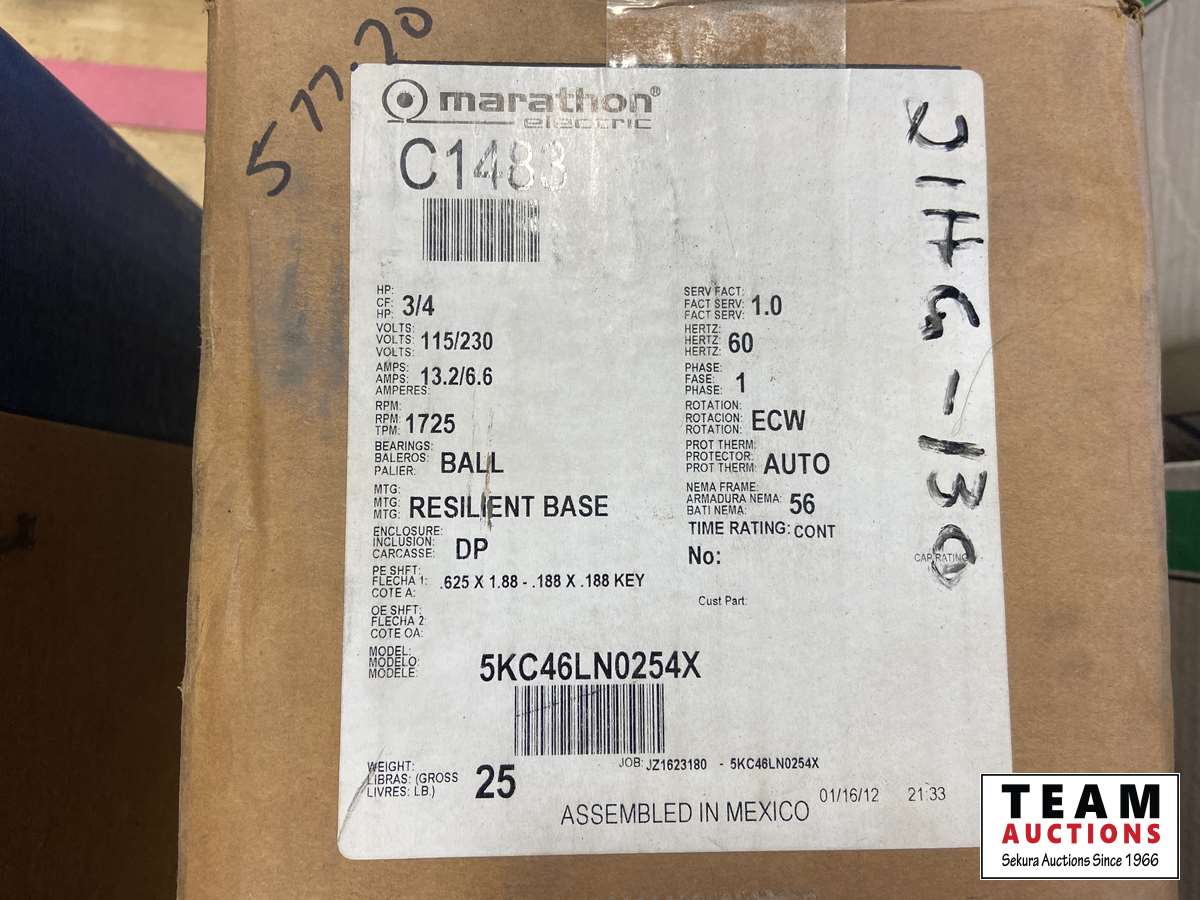 577.20
marathon®
electric
C1483
21HG-130
HP:
CF: 3/4
HP:
VOLTS:
VOLTS: 115/230
VOLTS:
AMPS:
AMPS: 13.2/6.6
AMPERES:
RPM:
RPM: 1725
TPM:
BEARINGS:
BALEROS: BALL
PALIER:
MTG:
MTG: RESILIENT BASE
MTG:
ENCLOSURE:
INCLUSION: DP
CARCASSE:
PE SHFT:
FLECHA 1: .625 X 1.88 - .188 X .188 KEY
COTE A:
OE SHFT:
FLECHA 2:
COTE OA:
SERV FACT:
FACT SERV: 1.0
FACT SERV:
HERTZ:
HERTZ: 60
HERTZ:
PHASE:
FASE: 1
PHASE:
ROTATION:
ROTACION: ECW
ROTATION:
PROT THERM:
PROTECTOR: AUTO
PROT THERM:
NEMA FRAME:
ARMADURA NEMA: 56
BATI NEMA:
TIME RATING: CONT
No:
CAP RATING
Cust Part:
MODEL:
MODELO: 5KC46LN0254X
MODELE:
JOB: JZ1623180 - 5KC46LN0254X
WEIGHT:
LIBRAS: (GROSS 25
LIVRES: LB.)
ASSEMBLED IN MEXICO 01/16/12 21:33
TEAM
AUCTIONS
Sekura Auctions Since 1966